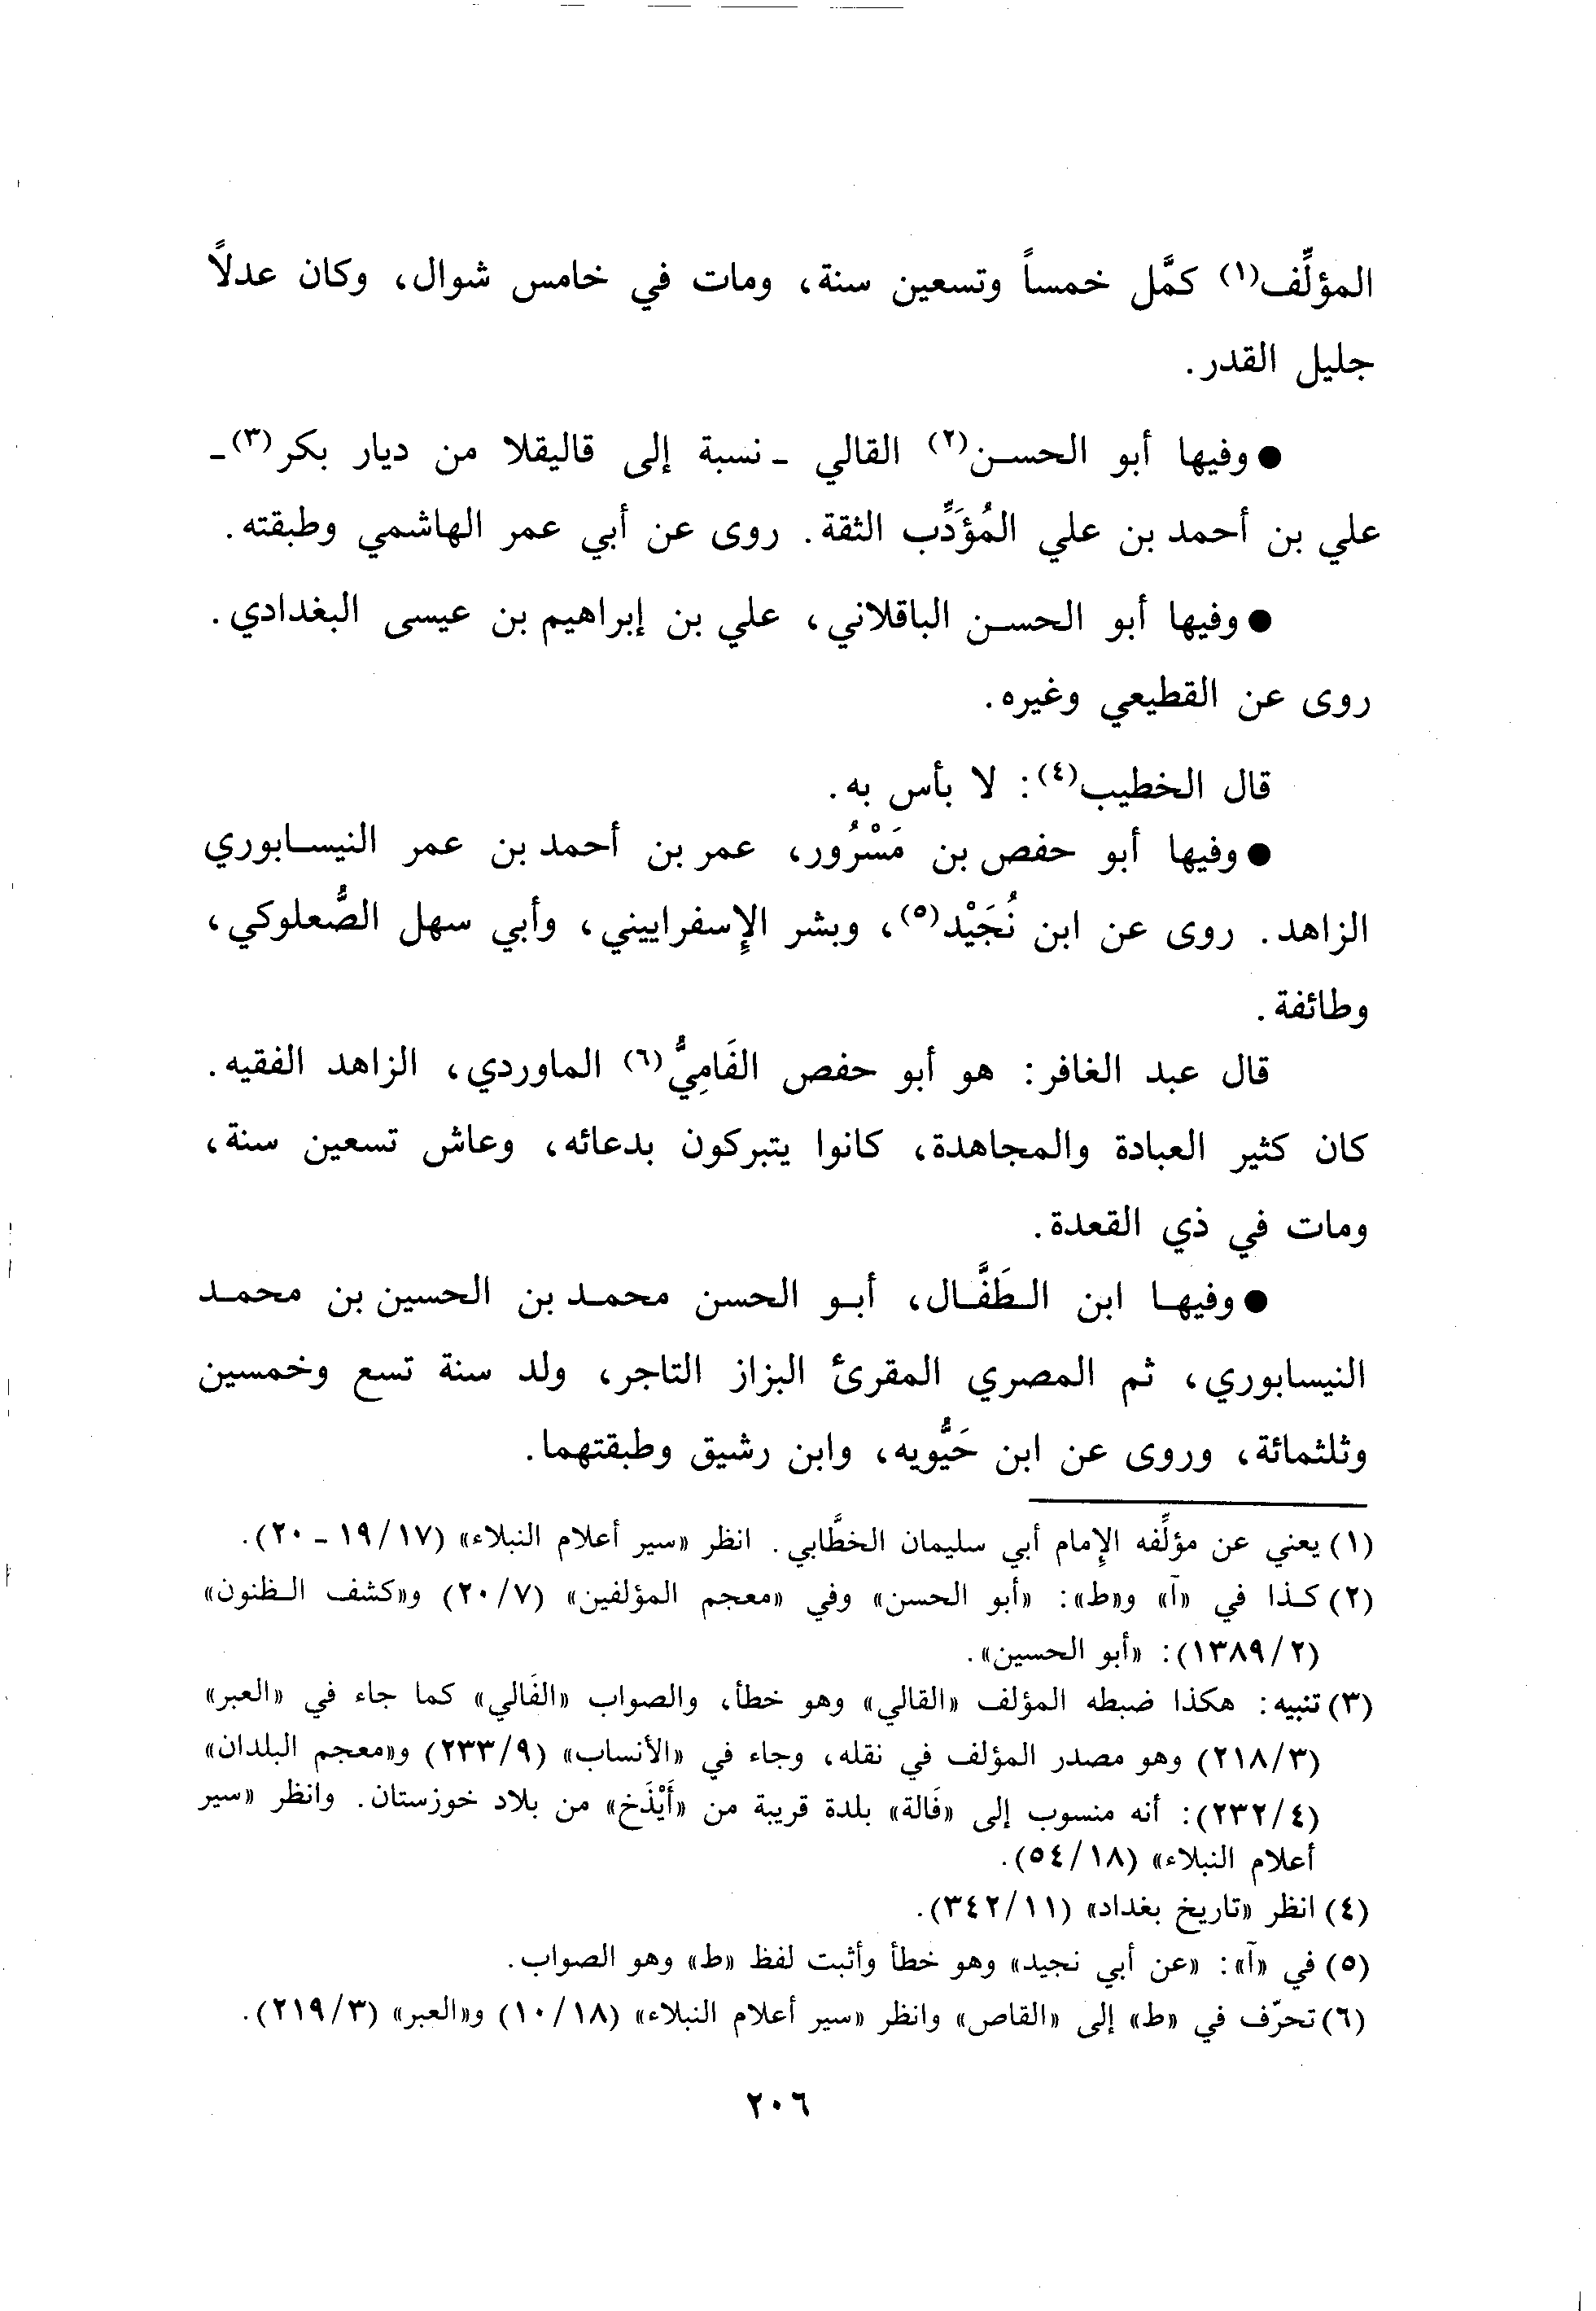 المؤلِّف(١) كمَّل خمساً وتسعين سنة، ومات في خامس شوال، وكان عدلاً
جليل القدر.
● وفيها أبو الحسن(٢) القالي - نسبة إلى قاليقلا من ديار بكر(٣) -
علي بن أحمد بن علي المُؤَدِّب الثقة. روى عن أبي عمر الهاشمي وطبقته.
● وفيها أبو الحسن الباقلاني، علي بن إبراهيم بن عيسى البغدادي.
روى عن القطيعي وغيره.
قال الخطيب(٤): لا بأس به.
● وفيها أبو حفص بن مَسْرُور، عمر بن أحمد بن عمر النيسابوري
الزاهد. روى عن ابن نُجَيْد(٥)، وبشر الإسفراييني، وأبي سهل الصُّعلوكي،
وطائفة.
قال عبد الغافر: هو أبو حفص الفَامِيُّ(٦) الماوردي، الزاهد الفقيه.
كان كثير العبادة والمجاهدة، كانوا يتبركون بدعائه، وعاش تسعين سنة،
ومات في ذي القعدة.
● وفيها ابن الطَفَّال، أبو الحسن محمد بن الحسين بن محمد
النيسابوري، ثم المصري المقرئ البزاز التاجر، ولد سنة تسع وخمسين
وثلثمائة، وروى عن ابن حَيُّويه، وابن رشيق وطبقتهما.
(١) يعني عن مؤلِّفه الإمام أبي سليمان الخطَّابي. انظر «سير أعلام النبلاء» (١٧/ ١٩ - ٢٠).
(٢) كذا في «آ» و«ط»: «أبو الحسن» وفي «معجم المؤلفين» (٧/ ٢٠) و«كشف الظنون»
(٢/ ١٣٨٩): «أبو الحسين».
(٣) تنبيه: هكذا ضبطه المؤلف «القالي» وهو خطأ، والصواب «الفَالي» كما جاء في «العبر»
(٣/ ٢١٨) وهو مصدر المؤلف في نقله، وجاء في «الأنساب» (٩/ ٢٣٣) و«معجم البلدان»
(٤/ ٢٣٢): أنه منسوب إلى «فَالة» بلدة قريبة من «أَيْذَخ» من بلاد خوزستان. وانظر «سير
أعلام النبلاء» (١٨/ ٥٤).
(٤) انظر «تاريخ بغداد» (١١/ ٣٤٢).
(٥) في «آ»: «عن أبي نجيد» وهو خطأ وأثبت لفظ «ط» وهو الصواب.
(٦) تحرّف في «ط» إلى «القاص» وانظر «سير أعلام النبلاء» (١٨/ ١٠) و«العبر» (٣/ ٢١٩).
٢٠٦